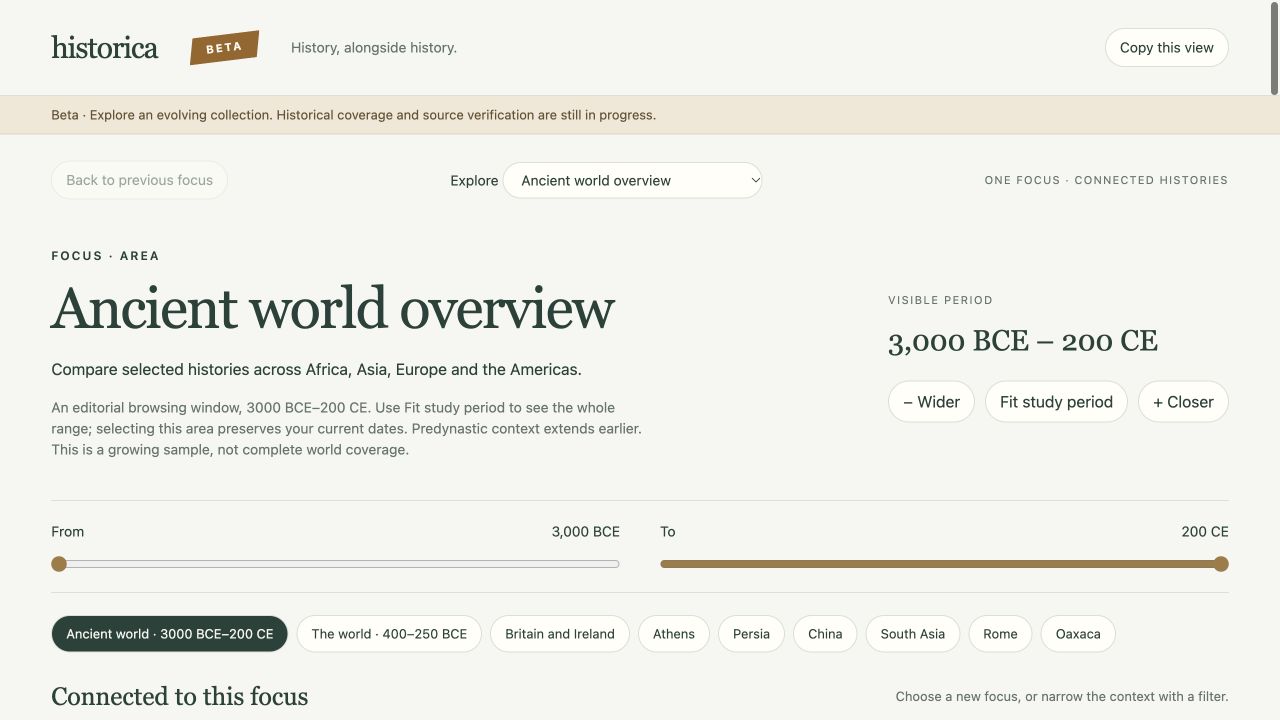 historica
BETA
History, alongside history.
Copy this view
Beta · Explore an evolving collection. Historical coverage and source verification are still in progress.
Back to previous focus
Explore
Ancient world overview
ONE FOCUS · CONNECTED HISTORIES
FOCUS · AREA
Ancient world overview
Compare selected histories across Africa, Asia, Europe and the Americas.
An editorial browsing window, 3000 BCE–200 CE. Use Fit study period to see the whole
range; selecting this area preserves your current dates. Predynastic context extends earlier.
This is a growing sample, not complete world coverage.
VISIBLE PERIOD
3,000 BCE – 200 CE
– Wider
Fit study period
+ Closer
From
3,000 BCE
To
200 CE
Ancient world · 3000 BCE–200 CE
The world · 400–250 BCE
Britain and Ireland
Athens
Persia
China
South Asia
Rome
Oaxaca
Connected to this focus
Choose a new focus, or narrow the context with a filter.